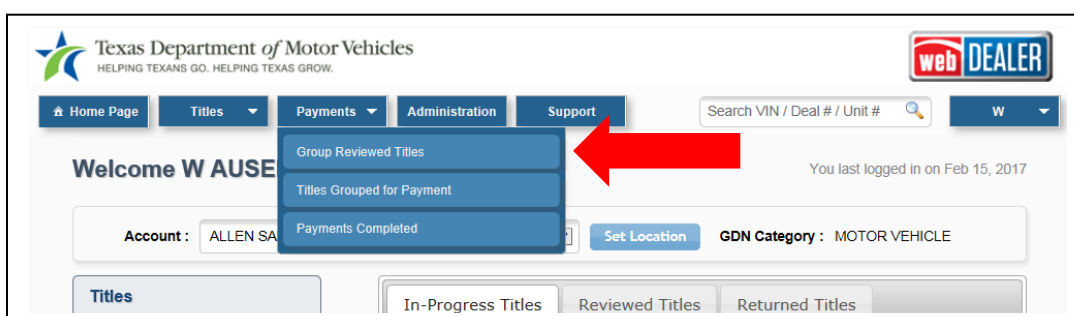 Texas Department of Motor Vehicles
HELPING TEXANS GO. HELPING TEXAS GROW.
web DEALER
Home Page Titles Payments Administration Support Search VIN / Deal # / Unit # W
Group Reviewed Titles
Welcome W AUSE You last logged in on Feb 15, 2017
Titles Grouped for Payment
Payments Completed
Account : ALLEN SA Set Location GDN Category : MOTOR VEHICLE
Titles
In-Progress Titles Reviewed Titles Returned Titles